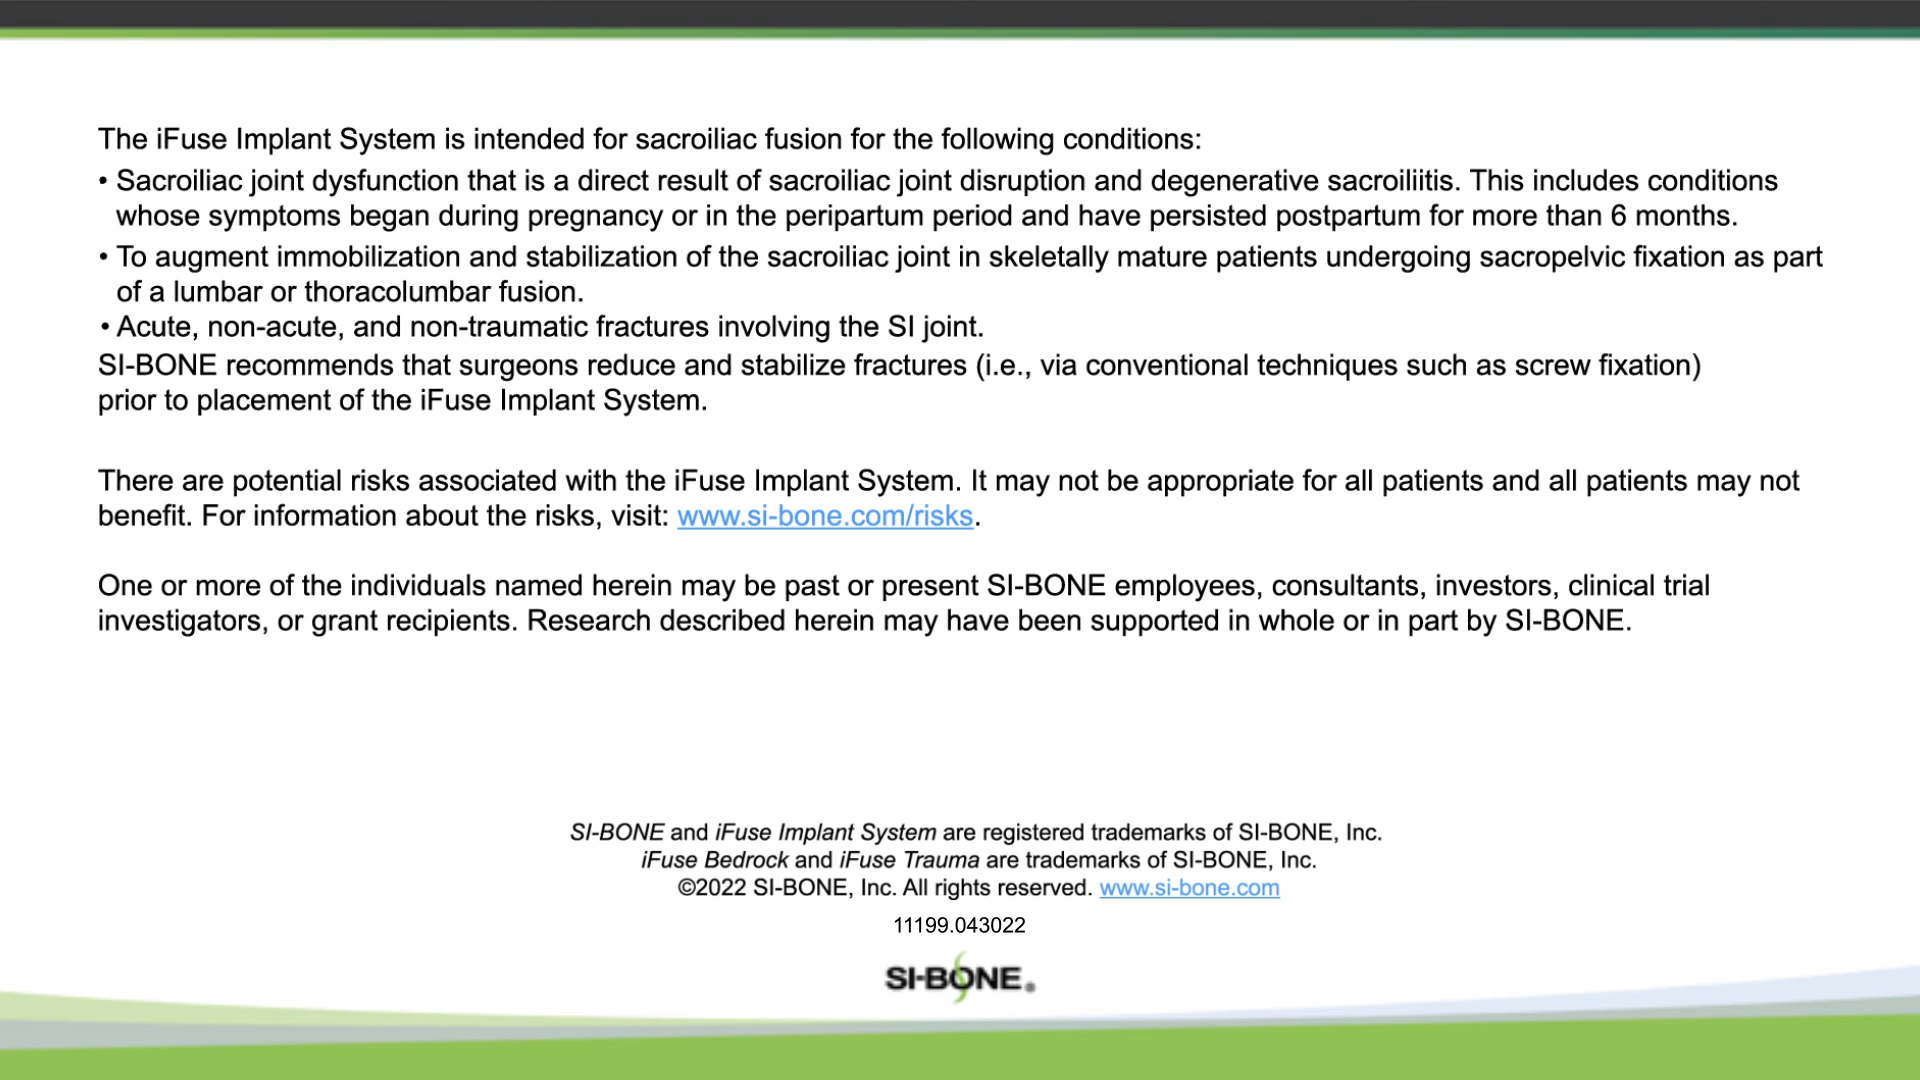 The iFuse Implant System is intended for sacroiliac fusion for the following conditions:
• Sacroiliac joint dysfunction that is a direct result of sacroiliac joint disruption and degenerative sacroiliitis. This includes conditions
whose symptoms began during pregnancy or in the peripartum period and have persisted postpartum for more than 6 months.
• To augment immobilization and stabilization of the sacroiliac joint in skeletally mature patients undergoing sacropelvic fixation as part
of a lumbar or thoracolumbar fusion.
• Acute, non-acute, and non-traumatic fractures involving the SI joint.
SI-BONE recommends that surgeons reduce and stabilize fractures (i.e., via conventional techniques such as screw fixation)
prior to placement of the iFuse Implant System.
There are potential risks associated with the iFuse Implant System. It may not be appropriate for all patients and all patients may not
benefit. For information about the risks, visit: www.si-bone.com/risks.
One or more of the individuals named herein may be past or present SI-BONE employees, consultants, investors, clinical trial
investigators, or grant recipients. Research described herein may have been supported in whole or in part by SI-BONE.
SI-BONE and iFuse Implant System are registered trademarks of SI-BONE, Inc.
iFuse Bedrock and iFuse Trauma are trademarks of SI-BONE, Inc.
©2022 SI-BONE, Inc. All rights reserved. www.si-bone.com
11199.043022
SI-BONE®